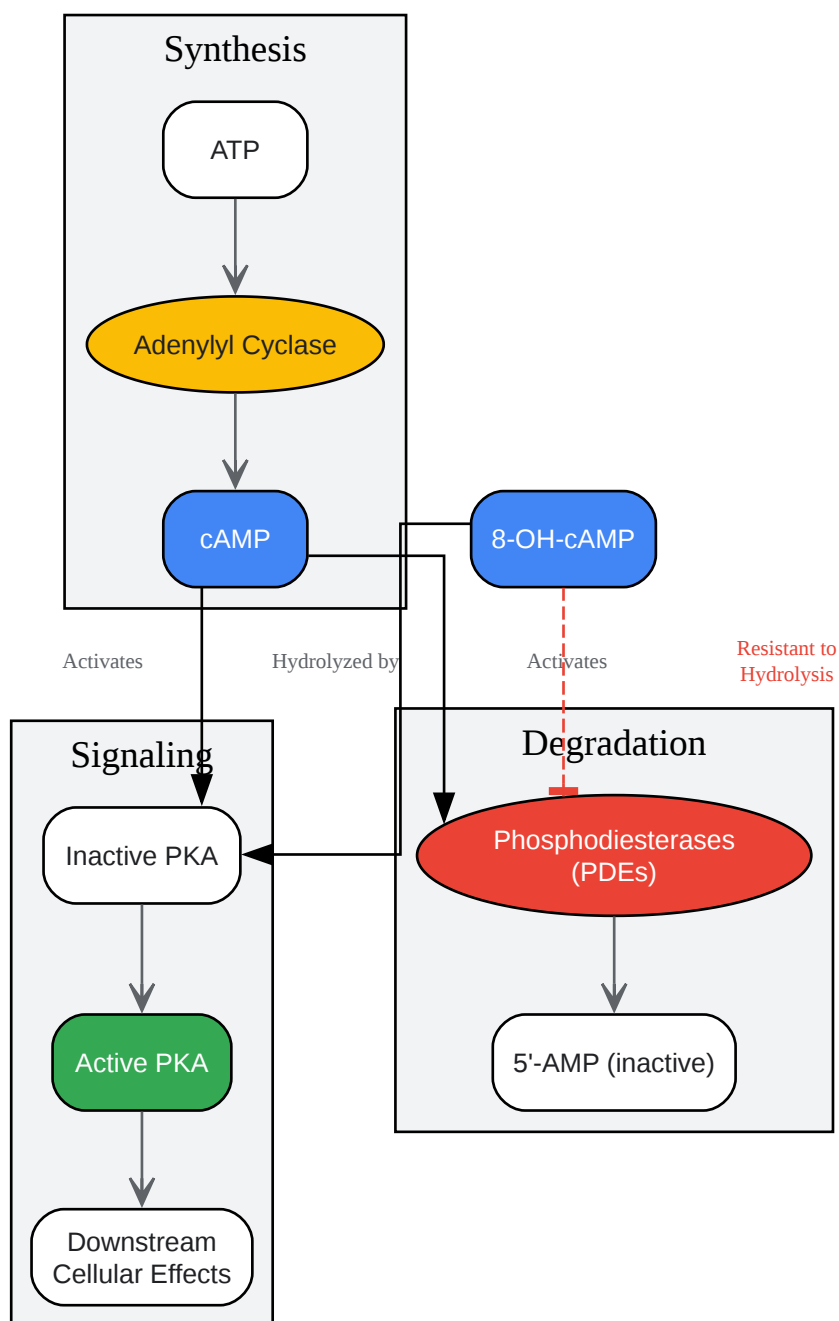 Synthesis
ATP
Adenylyl Cyclase
cAMP
8-OH-cAMP
Activates
Hydrolyzed by
Activates
Resistant to
Hydrolysis
Signaling
Degradation
Inactive PKA
Phosphodiesterases
(PDEs)
Active PKA
5'-AMP (inactive)
Downstream
Cellular Effects